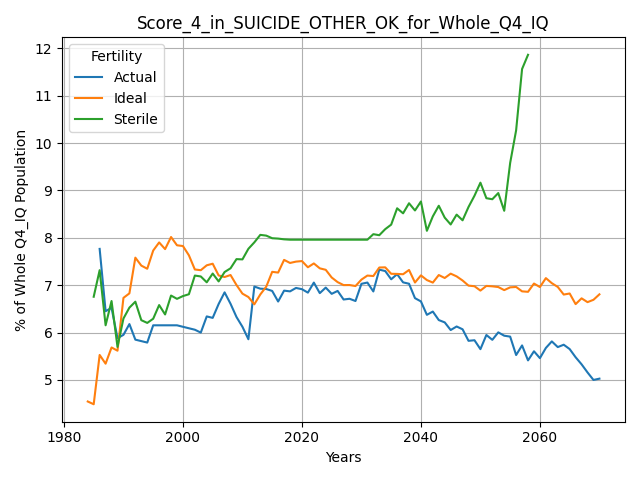 Score_4_in_SUICIDE_OTHER_OK_for_Whole_Q4_IQ
Fertility
Actual
Ideal
Sterile
% of Whole Q4_IQ Population
12
11
10
9
8
7
6
5
1980
2000
2020
2040
2060
Years